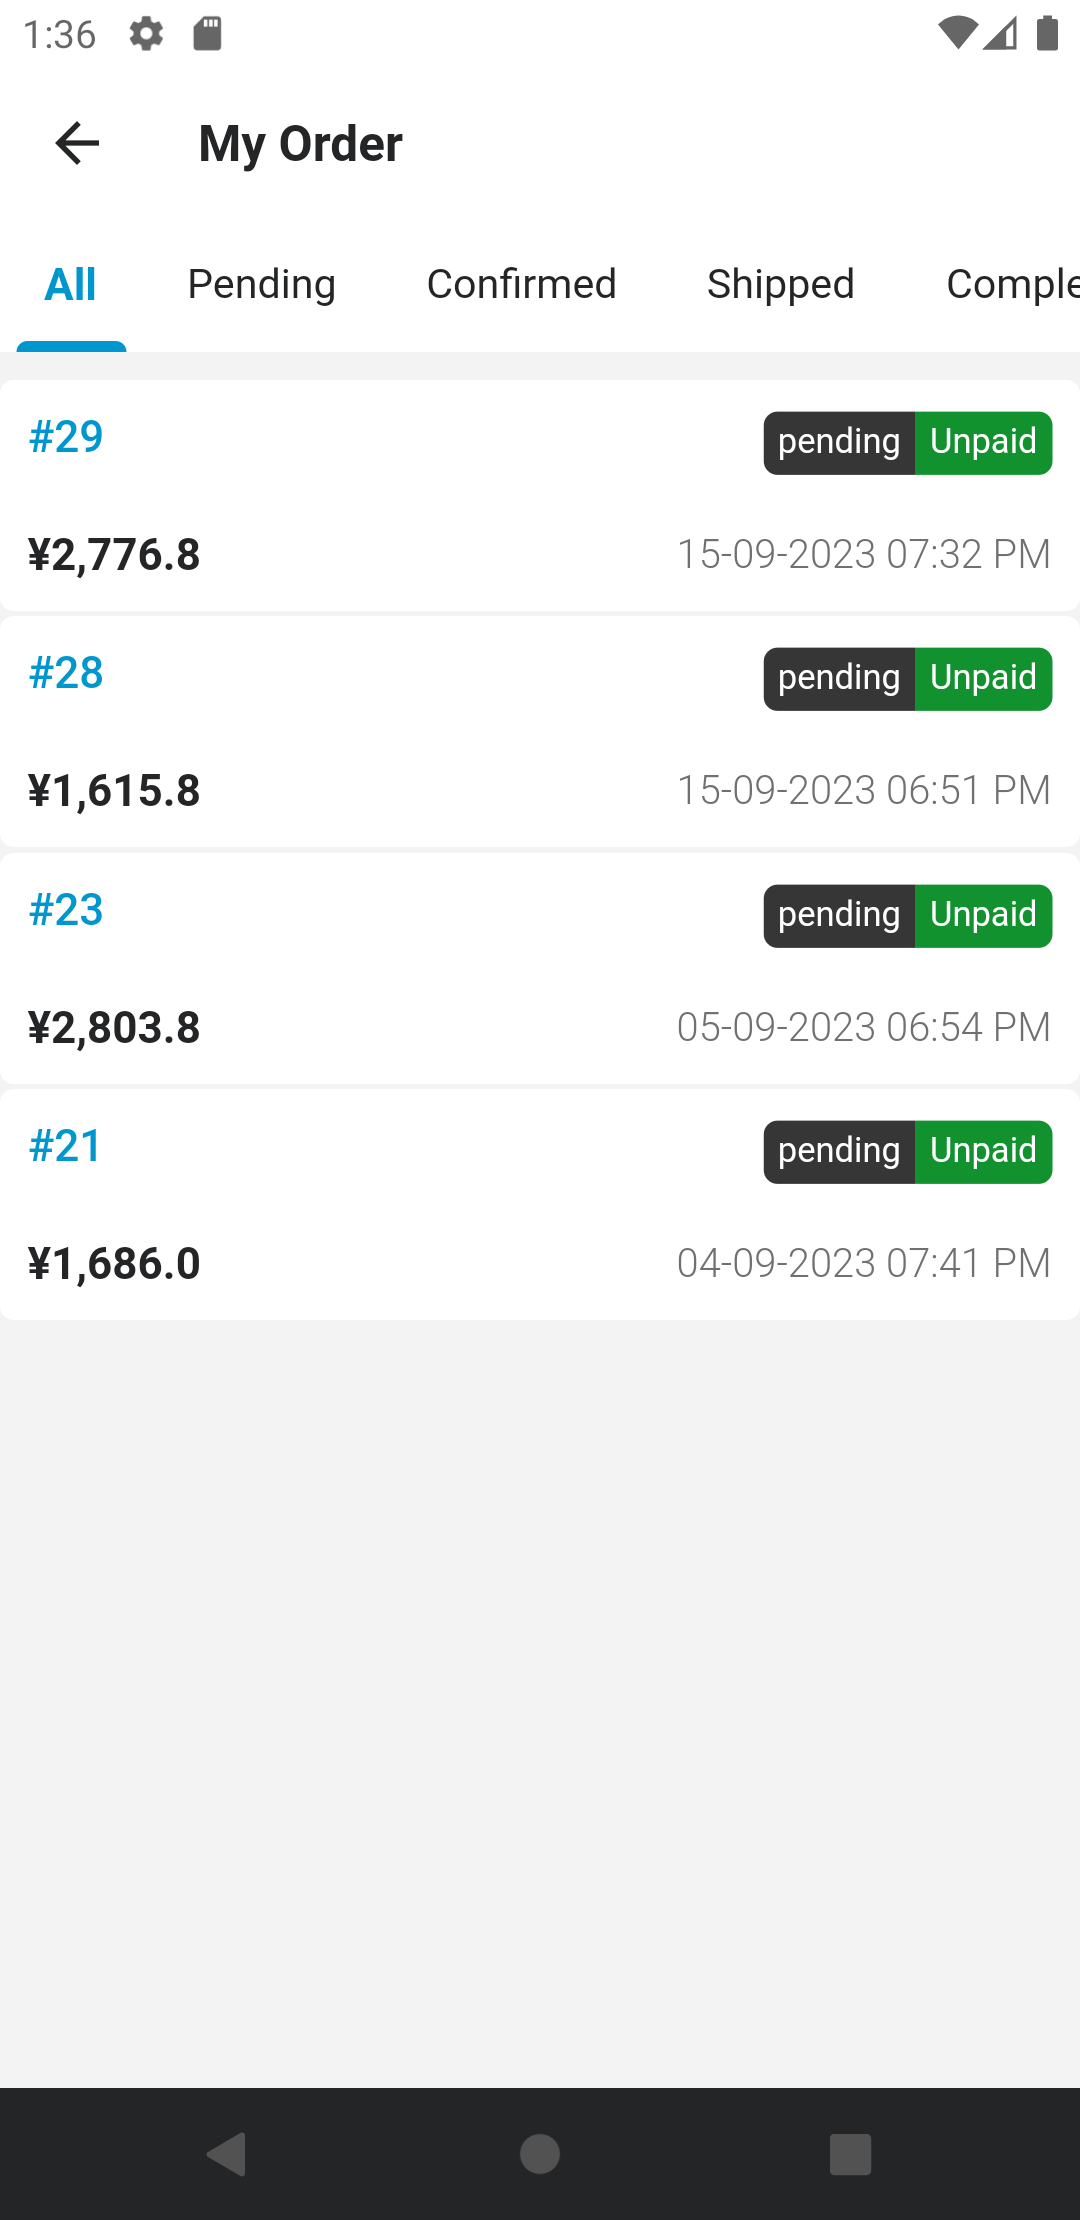 1:36
My Order
All Pending Confirmed Shipped Comple
#29 pending Unpaid
¥2,776.8 15-09-2023 07:32 PM
#28 pending Unpaid
¥1,615.8 15-09-2023 06:51 PM
#23 pending Unpaid
¥2,803.8 05-09-2023 06:54 PM
#21 pending Unpaid
¥1,686.0 04-09-2023 07:41 PM